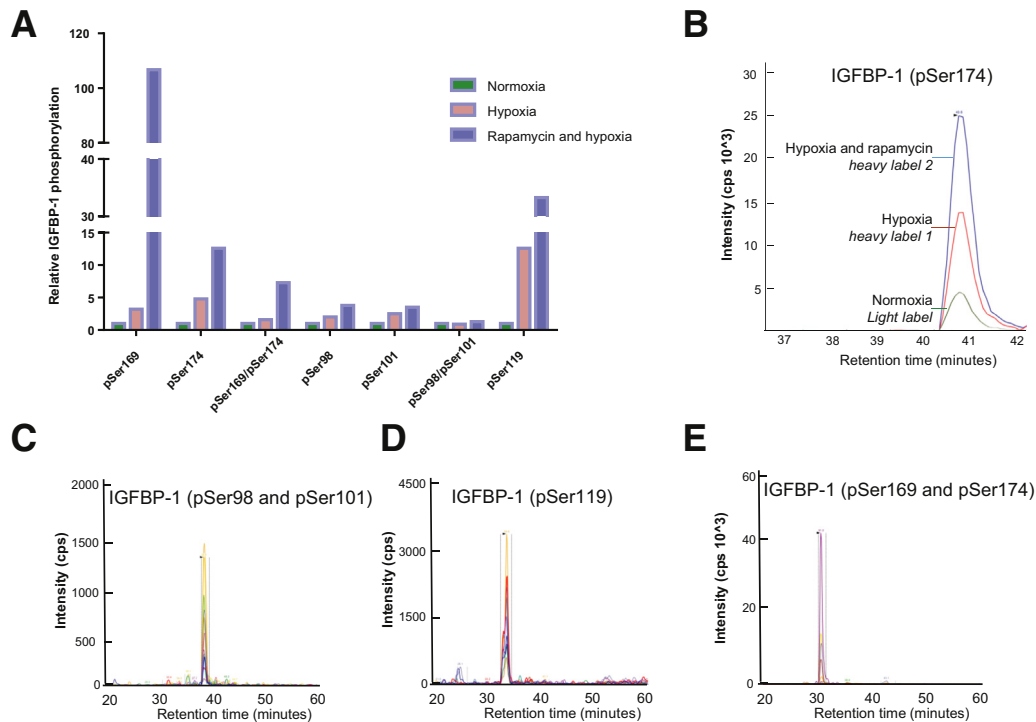 A
120
100
80
40
30
15
10
5
0
Relative IGFBP-1 phosphorylation
Normoxia
Hypoxia
Rapamycin and hypoxia
pSer169
pSer174
pSer169/pSer174
pSer98
pSer101
pSer98/pSer101
pSer119
B
IGFBP-1 (pSer174)
30
25
20
15
10
5
Intensity (cps 10^3)
Hypoxia and rapamycin
heavy label 2
Hypoxia
heavy label 1
Normoxia
Light label
37 38 39 40 41 42
Retention time (minutes)
C
IGFBP-1 (pSer98 and pSer101)
2000
1500
1000
500
0
Intensity (cps)
20 30 40 50 60
Retention time (minutes)
D
IGFBP-1 (pSer119)
4500
3000
1500
0
Intensity (cps)
20 30 40 50 60
Retention time (minutes)
E
IGFBP-1 (pSer169 and pSer174)
60
40
20
0
Intensity (cps 10^3)
20 30 40 50 60
Retention time (minutes)